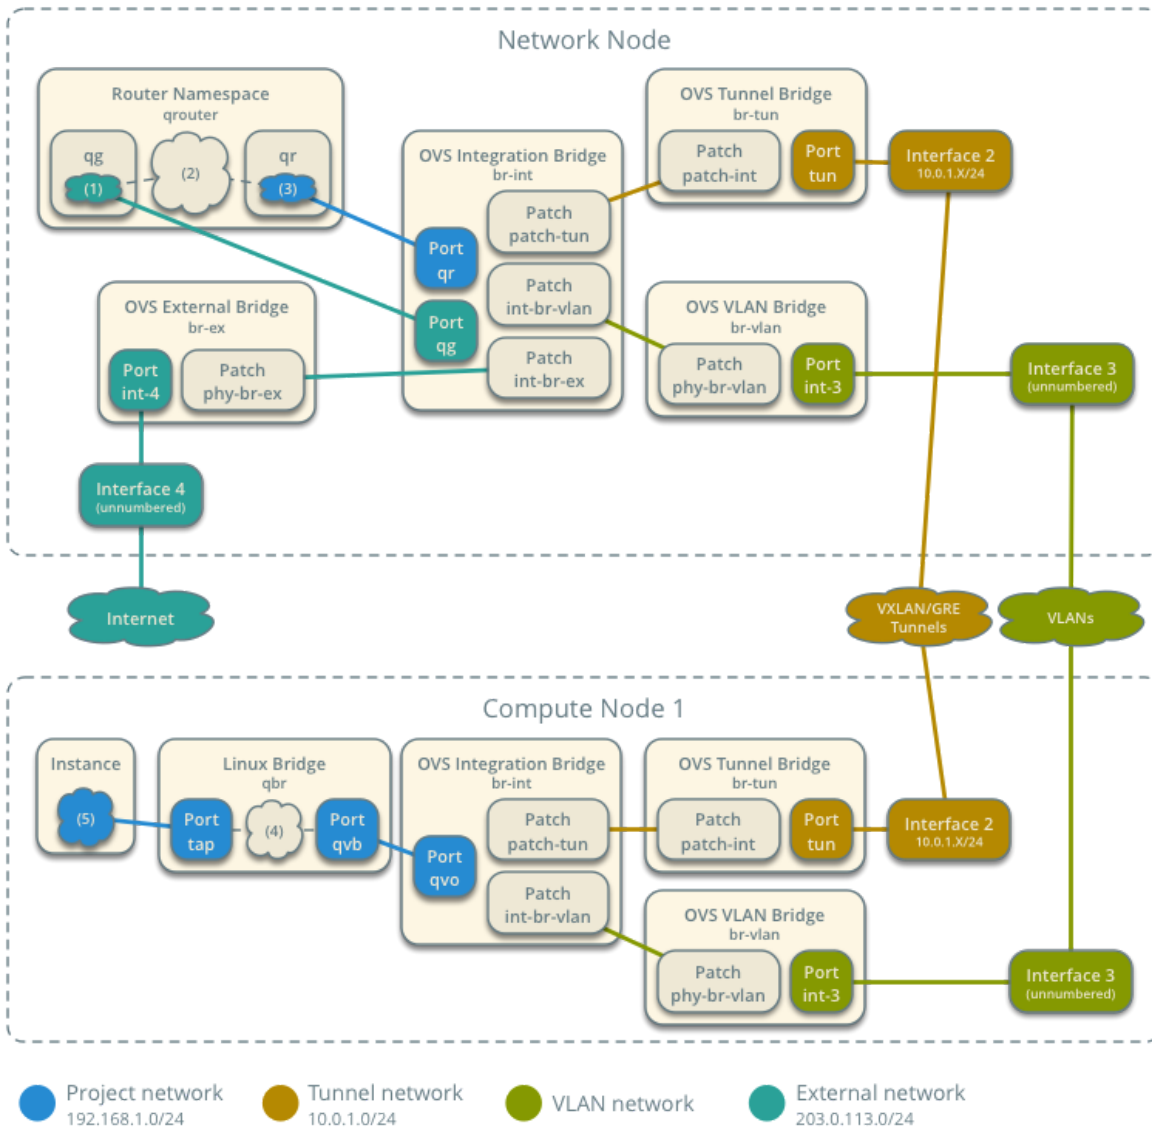 Network Node
Router Namespace
qrouter
qg
(1)
(2)
qr
(3)
OVS Integration Bridge
br-int
Patch
patch-tun
Port
qr
Patch
int-br-vlan
Port
qg
Patch
int-br-ex
OVS Tunnel Bridge
br-tun
Patch
patch-int
Port
tun
Interface 2
10.0.1.X/24
OVS External Bridge
br-ex
Port
int-4
Patch
phy-br-ex
OVS VLAN Bridge
br-vlan
Patch
phy-br-vlan
Port
int-3
Interface 3
(unnumbered)
Interface 4
(unnumbered)
Internet
VXLAN/GRE
Tunnels
VLANs
Compute Node 1
Instance
(5)
Linux Bridge
qbr
Port
tap
(4)
Port
qvb
OVS Integration Bridge
br-int
Patch
patch-tun
Port
qvo
Patch
int-br-vlan
OVS Tunnel Bridge
br-tun
Patch
patch-int
Port
tun
Interface 2
10.0.1.X/24
OVS VLAN Bridge
br-vlan
Patch
phy-br-vlan
Port
int-3
Interface 3
(unnumbered)
Project network
192.168.1.0/24
Tunnel network
10.0.1.0/24
VLAN network
External network
203.0.113.0/24